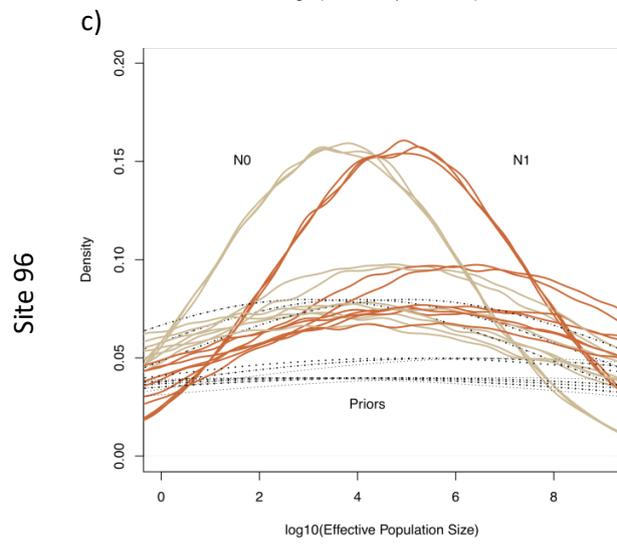 c)
0.20
N0
N1
0.15
0.10
Density
Site 96
0.05
Priors
0.00
0 2 4 6 8
log10(Effective Population Size)